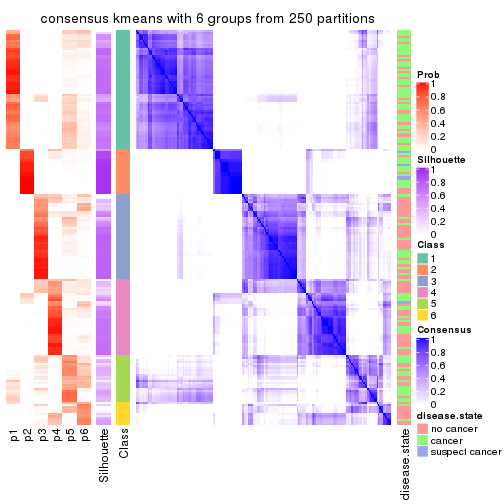 consensus kmeans with 6 groups from 250 partitions
Prob
1
0.8
0.6
0.4
0.2
0
Silhouette
1
0.8
0.6
0.4
0.2
0
Class
1
2
3
4
5
6
Consensus
1
0.8
0.6
0.4
0.2
0
disease.state
no cancer
cancer
suspect cancer
p1
p2
p3
p4
p5
p6
Silhouette
Class
disease.state